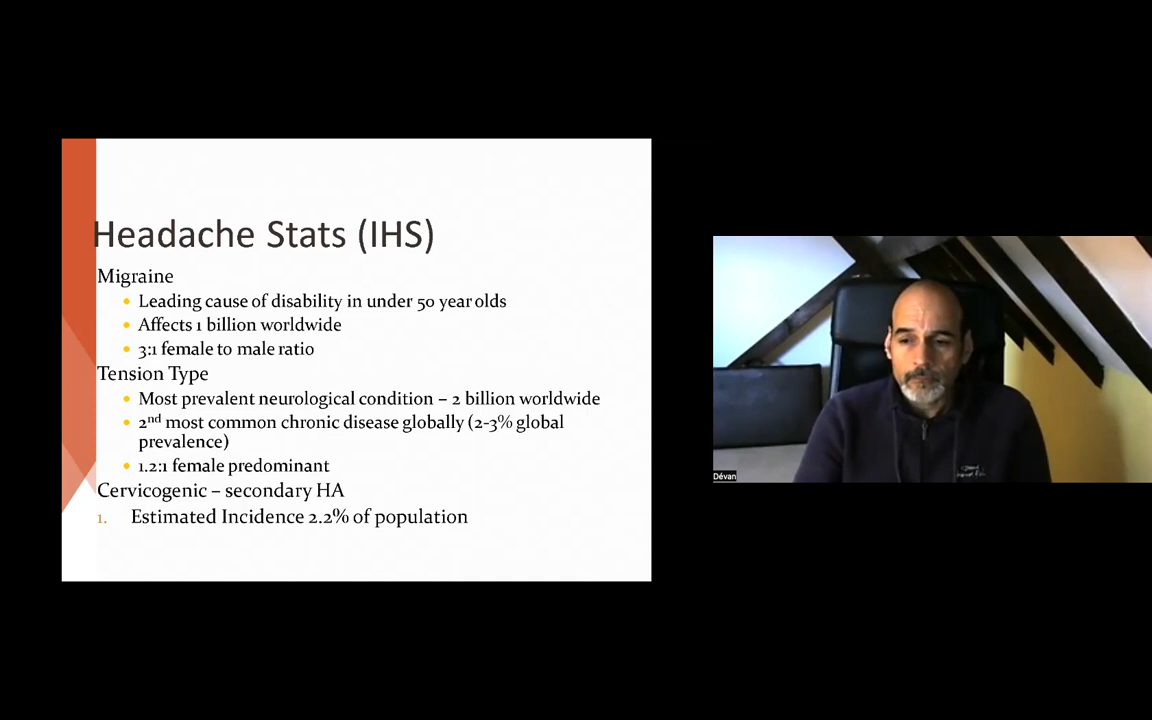 Headache Stats (IHS)
Migraine
• Leading cause of disability in under 50 year olds
• Affects 1 billion worldwide
• 3:1 female to male ratio
Tension Type
• Most prevalent neurological condition – 2 billion worldwide
• 2nd most common chronic disease globally (2-3% global
prevalence)
• 1.2:1 female predominant
Cervicogenic – secondary HA
1. Estimated Incidence 2.2% of population
Dévan